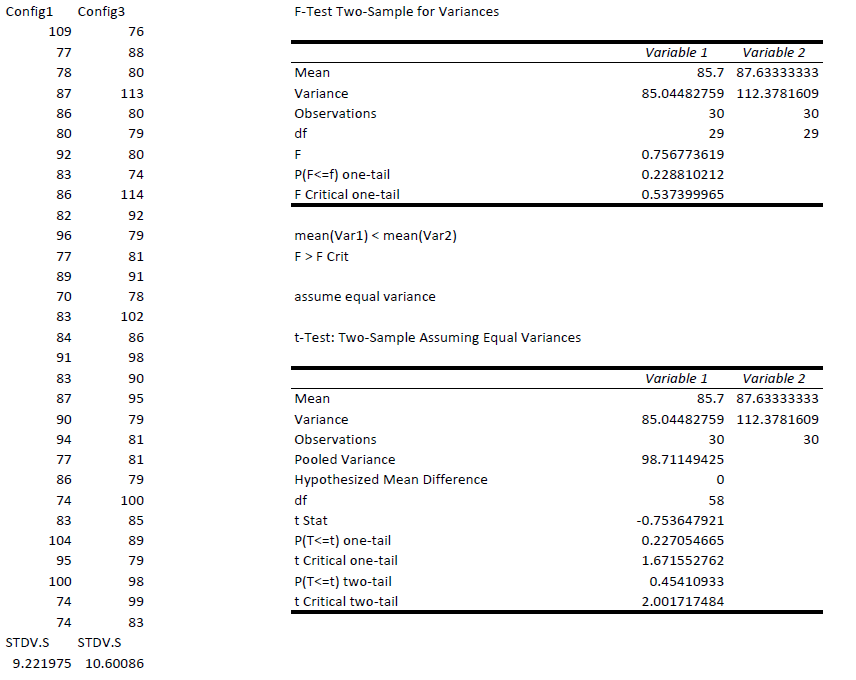 Config1 Config3 F-Test Two-Sample for Variances
109 76
77 88 Variable 1 Variable 2
78 80 Mean 85.7 87.63333333
87 113 Variance 85.04482759 112.3781609
86 80 Observations 30 30
80 79 df 29 29
92 80 F 0.756773619
83 74 P(F<=f) one-tail 0.228810212
86 114 F Critical one-tail 0.537399965
82 92
96 79 mean(Var1) < mean(Var2)
77 81 F > F Crit
89 91
70 78 assume equal variance
83 102
84 86 t-Test: Two-Sample Assuming Equal Variances
91 98
83 90 Variable 1 Variable 2
87 95 Mean 85.7 87.63333333
90 79 Variance 85.04482759 112.3781609
94 81 Observations 30 30
77 81 Pooled Variance 98.71149425
86 79 Hypothesized Mean Difference 0
74 100 df 58
83 85 t Stat -0.753647921
104 89 P(T<=t) one-tail 0.227054665
95 79 t Critical one-tail 1.671552762
100 98 P(T<=t) two-tail 0.45410933
74 99 t Critical two-tail 2.001717484
74 83
STDV.S STDV.S
9.221975 10.60086